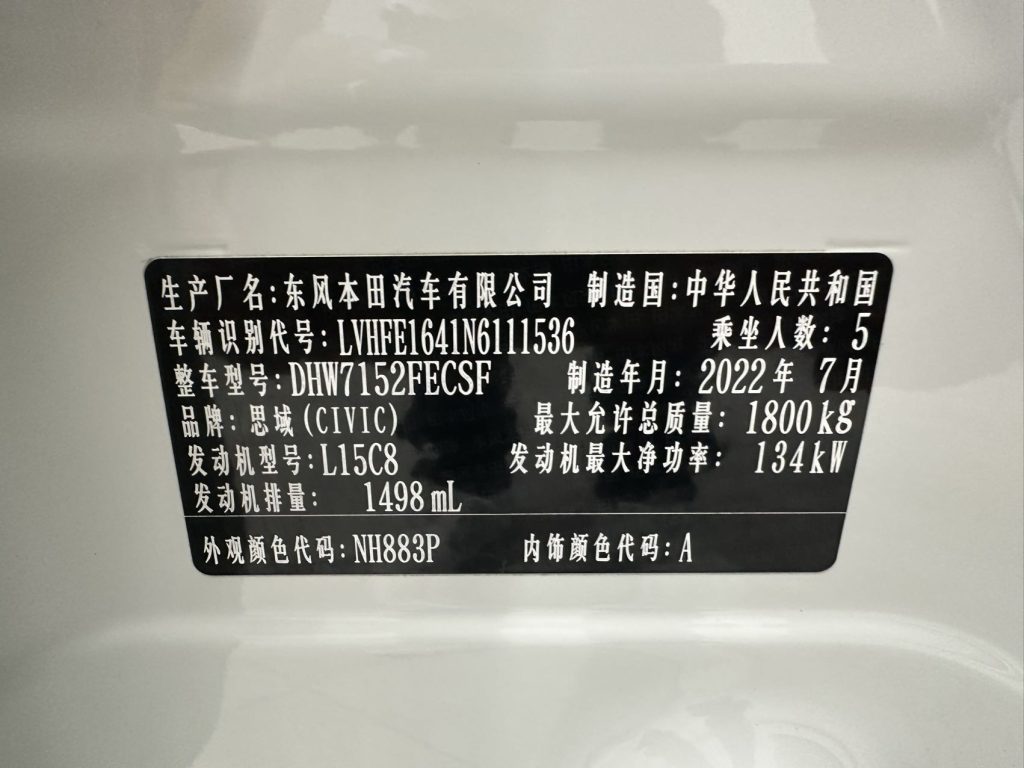 生产厂名:东风本田汽车有限公司 制造国:中华人民共和国
车辆识别代号:LVHFE1641N6111536 乘坐人数:5
整车型号:DHW7152FECSF 制造年月:2022年 7月
品牌:思域(CIVIC) 最大允许总质量:1800kg
发动机型号:L15C8 发动机最大净功率:134kW
发动机排量: 1498mL
外观颜色代码:NH883P 内饰颜色代码:A